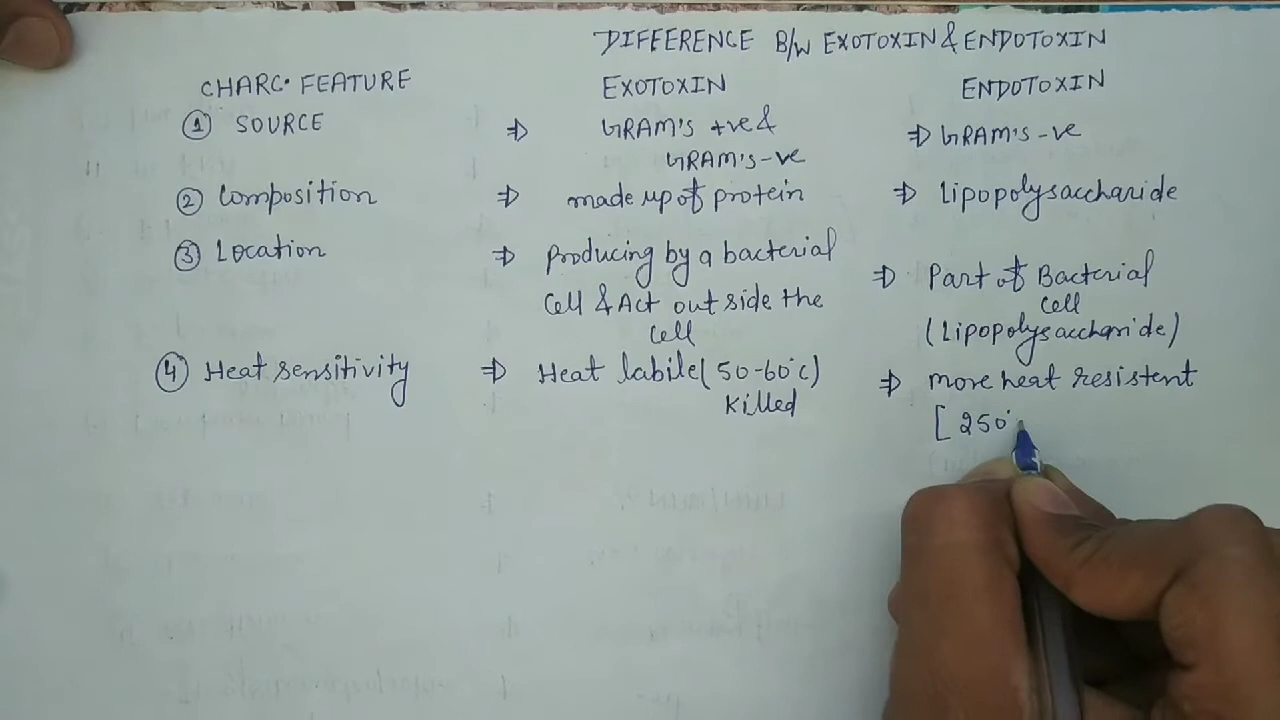 DIFFERENCE B/W EXOTOXIN & ENDOTOXIN
CHARC. FEATURE EXOTOXIN ENDOTOXIN
① SOURCE ⇒ GRAM'S +ve & ⇒ GRAM'S -ve
GRAM'S -ve
② Composition ⇒ made up of protein ⇒ Lipopolysaccharide
③ Location ⇒ Producing by a bacterial ⇒ Part of Bacterial
Cell & Act out side the Cell
Cell (Lipopolysaccharide)
④ Heat sensitivity ⇒ Heat labile (50-60°c) ⇒ more heat resistent
Killed [250°